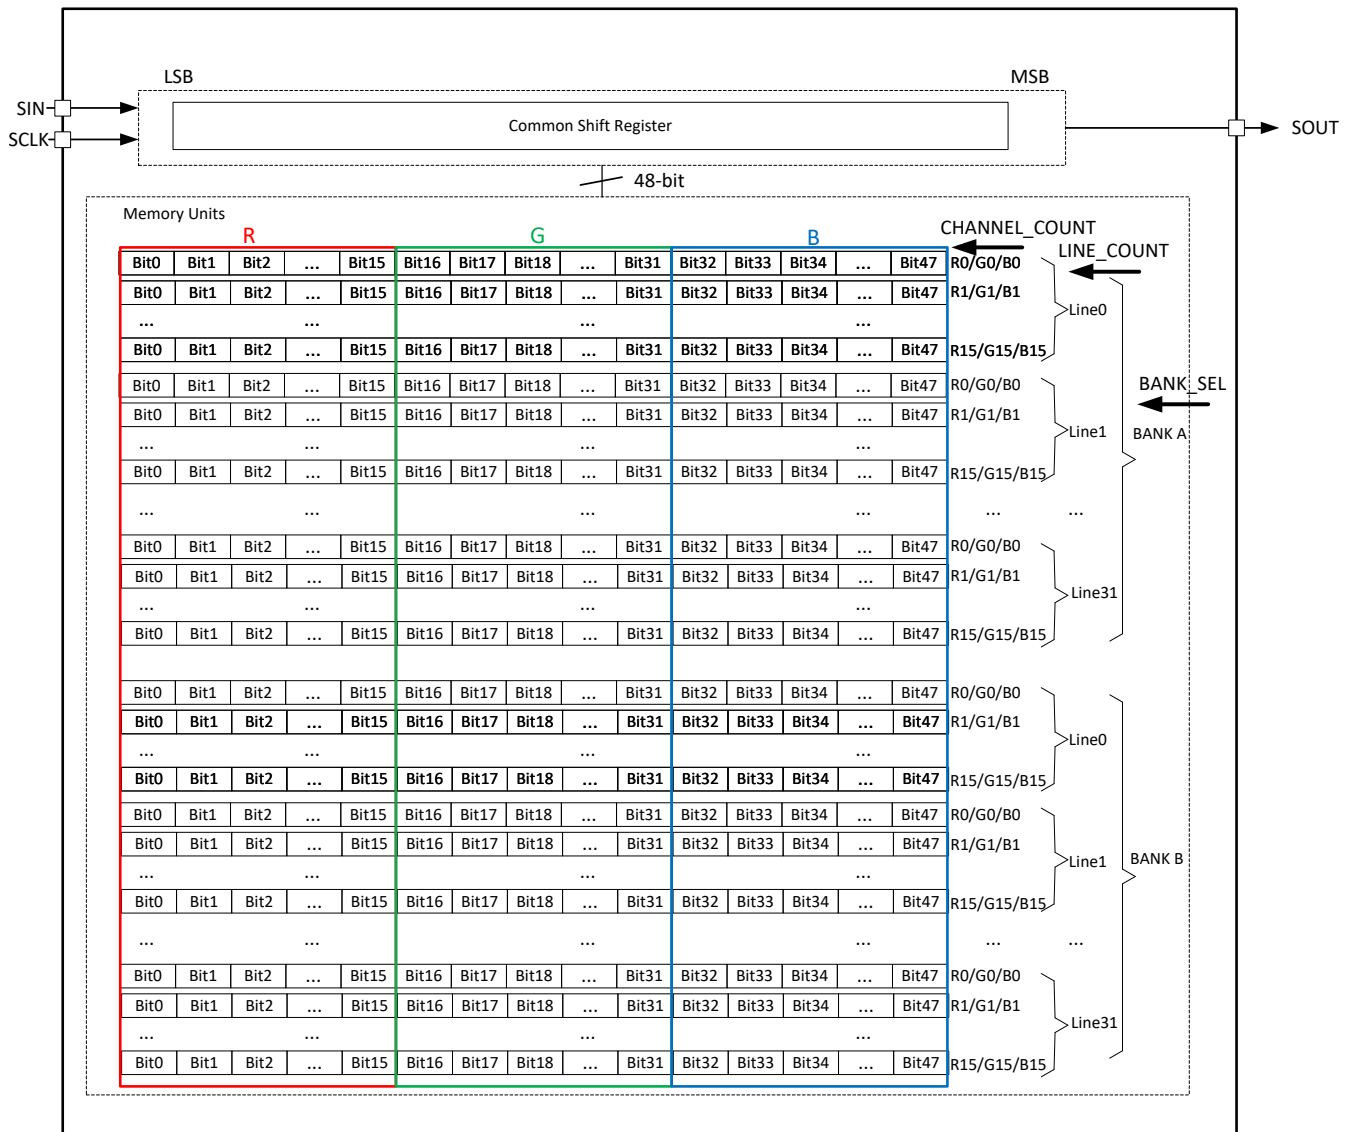 LSB MSB
SIN
Common Shift Register
SOUT
SCLK
48-bit
Memory Units
R G B
CHANNEL_COUNT
LINE_COUNT
Bit0 Bit1 Bit2 ... Bit15 Bit16 Bit17 Bit18 ... Bit31 Bit32 Bit33 Bit34 ... Bit47 R0/G0/B0
Bit0 Bit1 Bit2 ... Bit15 Bit16 Bit17 Bit18 ... Bit31 Bit32 Bit33 Bit34 ... Bit47 R1/G1/B1
Line0
... ... ... ...
Bit0 Bit1 Bit2 ... Bit15 Bit16 Bit17 Bit18 ... Bit31 Bit32 Bit33 Bit34 ... Bit47 R15/G15/B15
Bit0 Bit1 Bit2 ... Bit15 Bit16 Bit17 Bit18 ... Bit31 Bit32 Bit33 Bit34 ... Bit47 R0/G0/B0
BANK_SEL
Bit0 Bit1 Bit2 ... Bit15 Bit16 Bit17 Bit18 ... Bit31 Bit32 Bit33 Bit34 ... Bit47 R1/G1/B1
Line1
BANK A
... ... ... ...
Bit0 Bit1 Bit2 ... Bit15 Bit16 Bit17 Bit18 ... Bit31 Bit32 Bit33 Bit34 ... Bit47 R15/G15/B15
... ... ... ... ... ...
Bit0 Bit1 Bit2 ... Bit15 Bit16 Bit17 Bit18 ... Bit31 Bit32 Bit33 Bit34 ... Bit47 R0/G0/B0
Bit0 Bit1 Bit2 ... Bit15 Bit16 Bit17 Bit18 ... Bit31 Bit32 Bit33 Bit34 ... Bit47 R1/G1/B1
Line31
... ... ... ...
Bit0 Bit1 Bit2 ... Bit15 Bit16 Bit17 Bit18 ... Bit31 Bit32 Bit33 Bit34 ... Bit47 R15/G15/B15
Bit0 Bit1 Bit2 ... Bit15 Bit16 Bit17 Bit18 ... Bit31 Bit32 Bit33 Bit34 ... Bit47 R0/G0/B0
Bit0 Bit1 Bit2 ... Bit15 Bit16 Bit17 Bit18 ... Bit31 Bit32 Bit33 Bit34 ... Bit47 R1/G1/B1
Line0
... ... ... ...
Bit0 Bit1 Bit2 ... Bit15 Bit16 Bit17 Bit18 ... Bit31 Bit32 Bit33 Bit34 ... Bit47 R15/G15/B15
Bit0 Bit1 Bit2 ... Bit15 Bit16 Bit17 Bit18 ... Bit31 Bit32 Bit33 Bit34 ... Bit47 R0/G0/B0
Bit0 Bit1 Bit2 ... Bit15 Bit16 Bit17 Bit18 ... Bit31 Bit32 Bit33 Bit34 ... Bit47 R1/G1/B1
Line1
BANK B
... ... ... ...
Bit0 Bit1 Bit2 ... Bit15 Bit16 Bit17 Bit18 ... Bit31 Bit32 Bit33 Bit34 ... Bit47 R15/G15/B15
... ... ... ... ... ...
Bit0 Bit1 Bit2 ... Bit15 Bit16 Bit17 Bit18 ... Bit31 Bit32 Bit33 Bit34 ... Bit47 R0/G0/B0
Bit0 Bit1 Bit2 ... Bit15 Bit16 Bit17 Bit18 ... Bit31 Bit32 Bit33 Bit34 ... Bit47 R1/G1/B1
Line31
... ... ... ...
Bit0 Bit1 Bit2 ... Bit15 Bit16 Bit17 Bit18 ... Bit31 Bit32 Bit33 Bit34 ... Bit47 R15/G15/B15